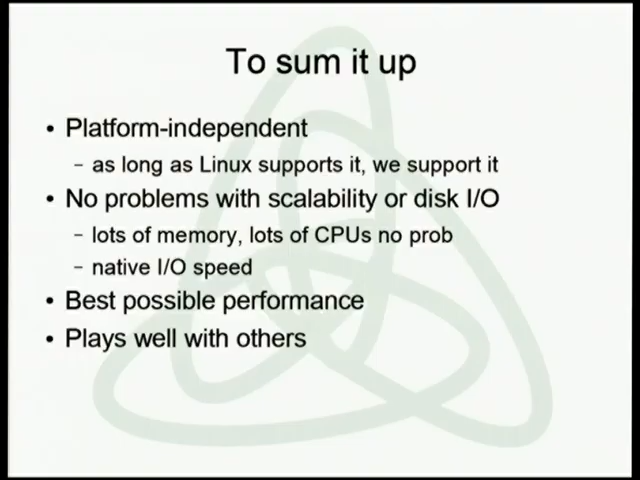 To sum it up
• Platform-independent
– as long as Linux supports it, we support it
• No problems with scalability or disk I/O
– lots of memory, lots of CPUs no prob
– native I/O speed
• Best possible performance
• Plays well with others